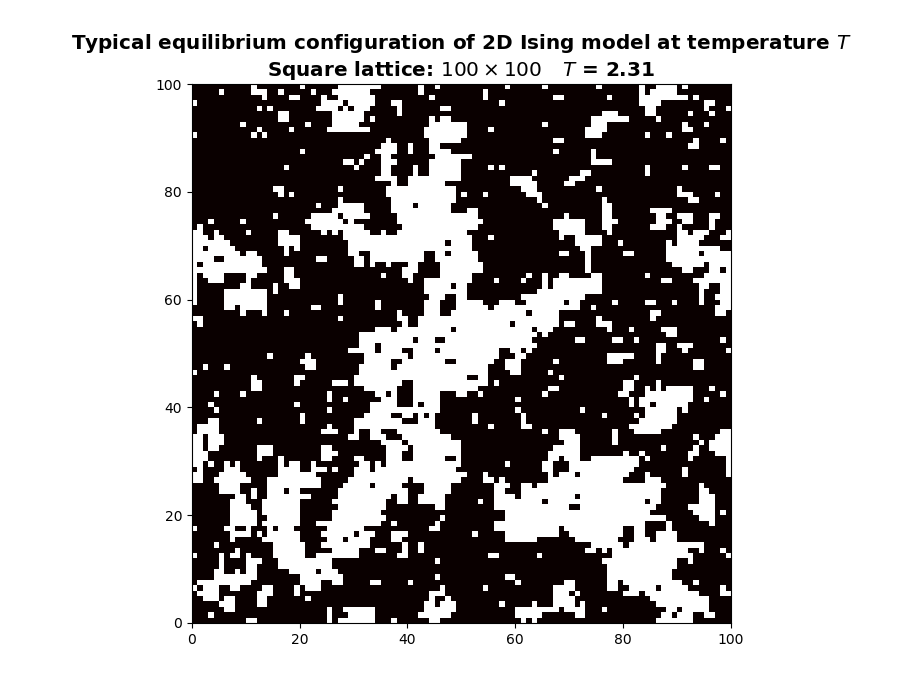 Typical equilibrium configuration of 2D Ising model at temperature T
Square lattice: 100 × 100 T = 2.31
100
80
60
40
20
0
0 20 40 60 80 100